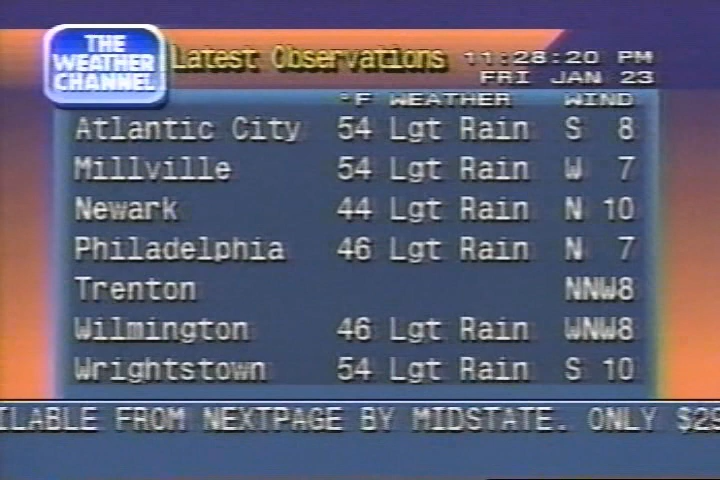 THE
WEATHER
CHANNEL
Latest Observations 11:28:20 PM
FRI JAN 23
°F WEATHER WIND
Atlantic City 54 Lgt Rain S 8
Millville 54 Lgt Rain W 7
Newark 44 Lgt Rain N 10
Philadelphia 46 Lgt Rain N 7
Trenton NNW8
Wilmington 46 Lgt Rain WNW8
Wrightstown 54 Lgt Rain S 10
ILABLE FROM NEXTPAGE BY MIDSTATE. ONLY $29